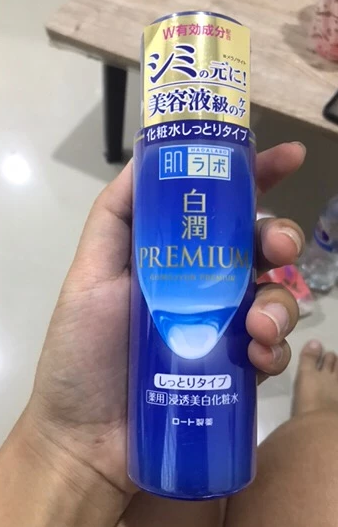 W有効成分配合
シミの元に!
美容液級のケア
化粧水しっとりタイプ
HADALABO
肌ラボ
白潤
PREMIUM
しっとりタイプ
薬用 浸透美白化粧水
ロート製薬